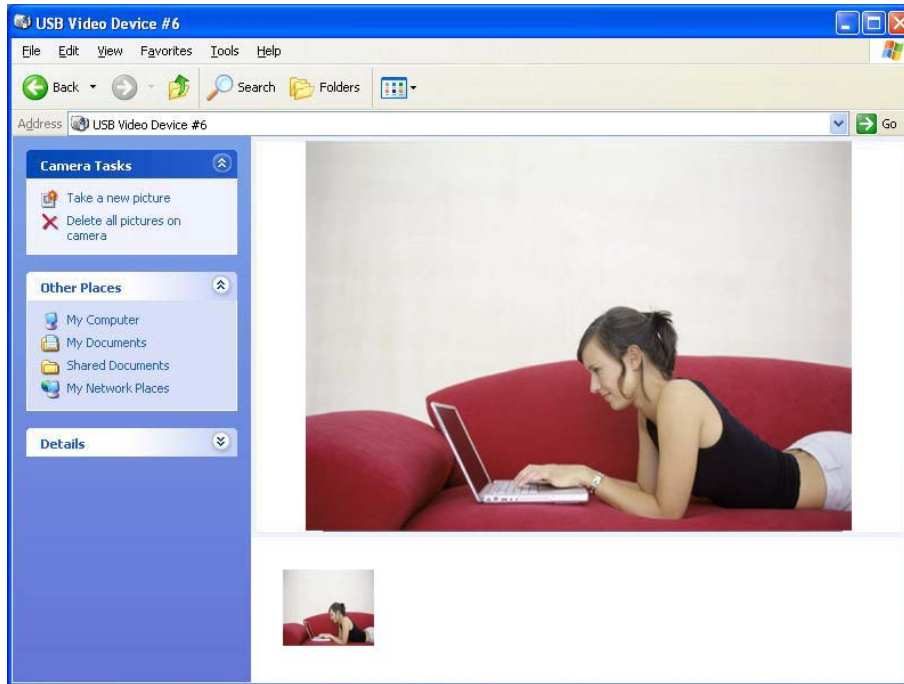 USB Video Device #6
File Edit View Favorites Tools Help
Back Search Folders
Address USB Video Device #6 Go
Camera Tasks
Take a new picture
Delete all pictures on
camera
Other Places
My Computer
My Documents
Shared Documents
My Network Places
Details